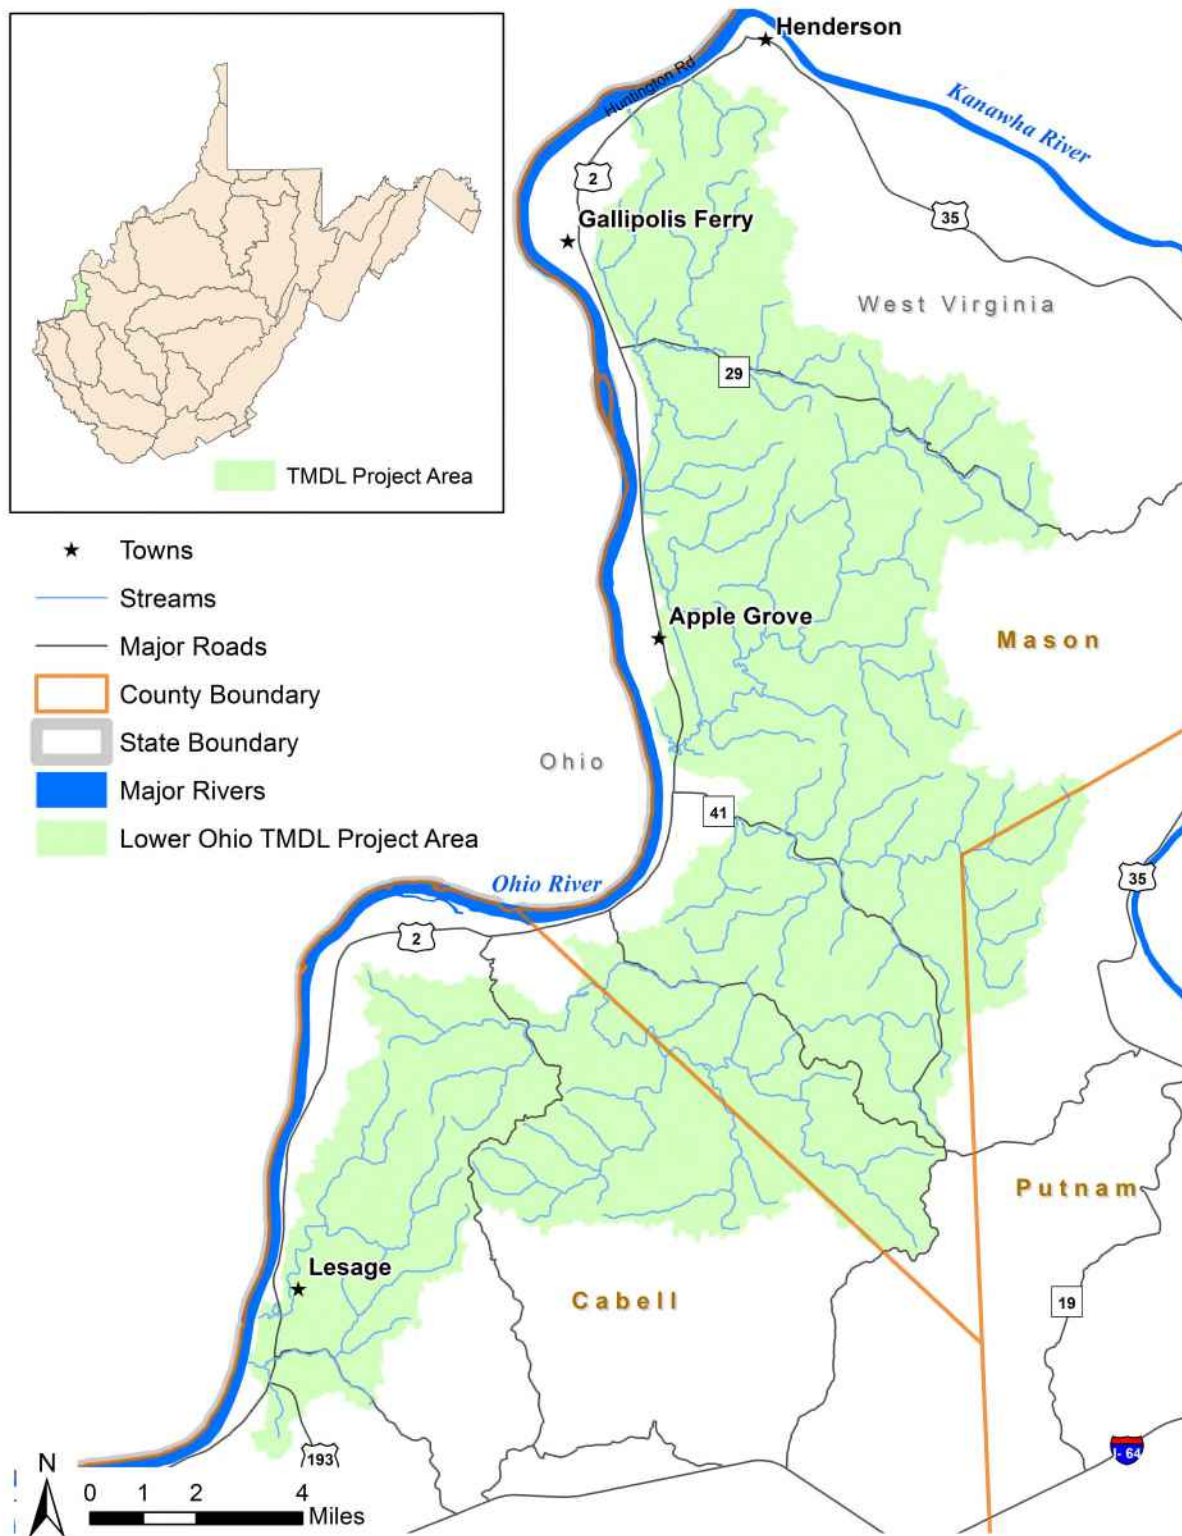 Henderson
Huntington Rd
Kanawha River
2
35
Gallipolis Ferry
West Virginia
29
TMDL Project Area
Towns
Streams
Major Roads
County Boundary
State Boundary
Major Rivers
Lower Ohio TMDL Project Area
Apple Grove
Mason
Ohio
41
Ohio River
35
2
Putnam
Lesage
Cabell
19
I-64
193
N
0 1 2 4
Miles